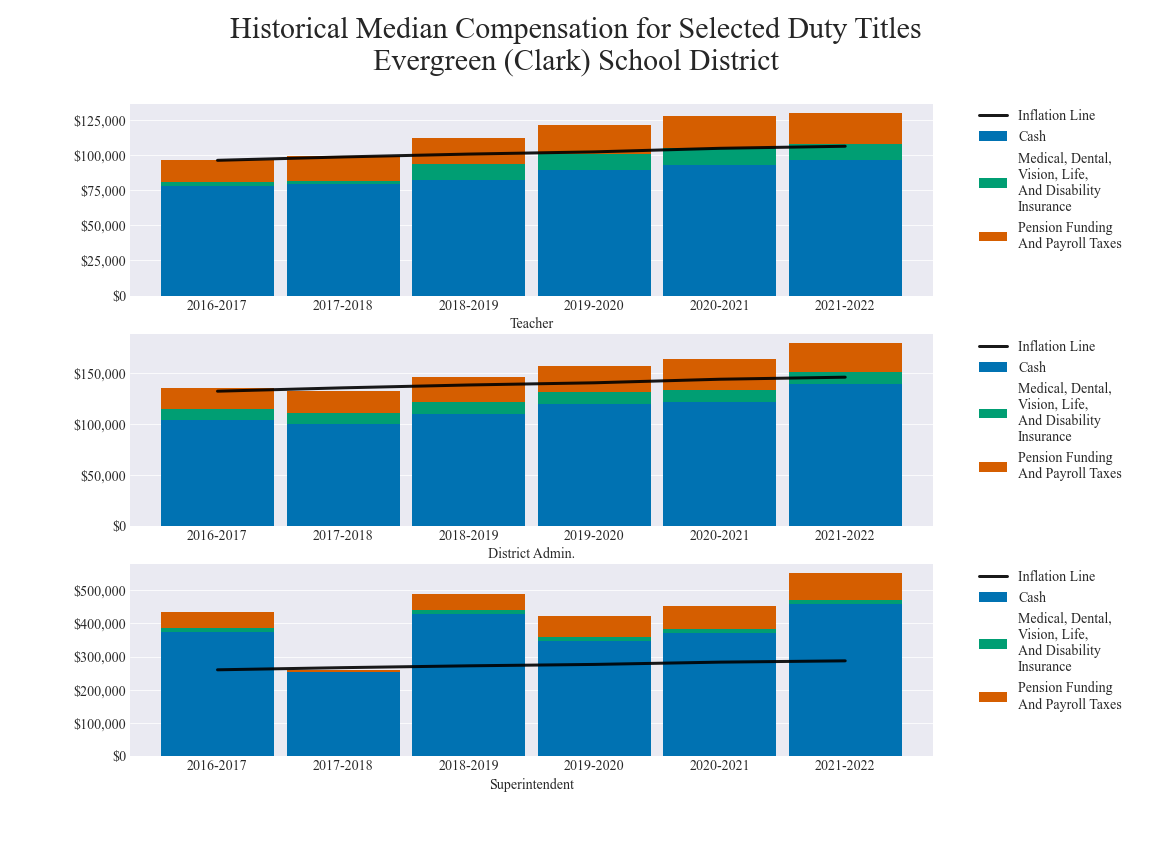 Historical Median Compensation for Selected Duty Titles
Evergreen (Clark) School District
$125,000
$100,000
$75,000
$50,000
$25,000
$0
2016-2017 2017-2018 2018-2019 2019-2020 2020-2021 2021-2022
Teacher
Inflation Line
Cash
Medical, Dental,
Vision, Life,
And Disability
Insurance
Pension Funding
And Payroll Taxes
$150,000
$100,000
$50,000
$0
2016-2017 2017-2018 2018-2019 2019-2020 2020-2021 2021-2022
District Admin.
Inflation Line
Cash
Medical, Dental,
Vision, Life,
And Disability
Insurance
Pension Funding
And Payroll Taxes
$500,000
$400,000
$300,000
$200,000
$100,000
$0
2016-2017 2017-2018 2018-2019 2019-2020 2020-2021 2021-2022
Superintendent
Inflation Line
Cash
Medical, Dental,
Vision, Life,
And Disability
Insurance
Pension Funding
And Payroll Taxes